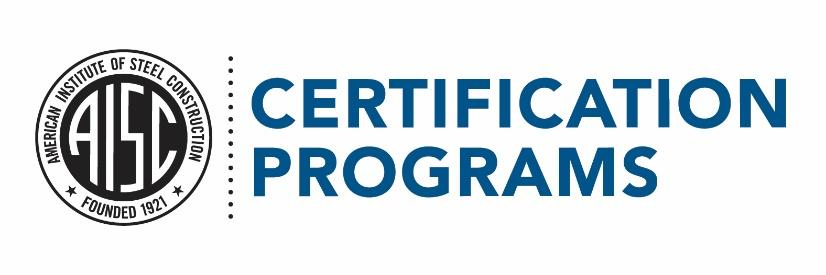 AMERICAN INSTITUTE OF STEEL CONSTRUCTION
AISC
FOUNDED 1921
CERTIFICATION
PROGRAMS